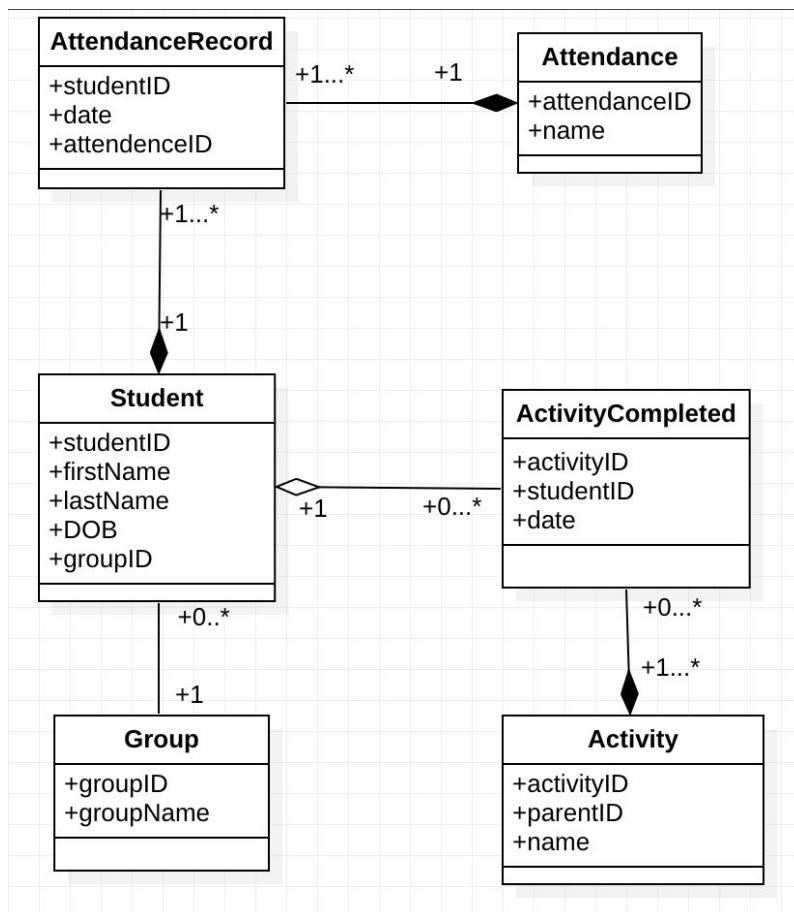 AttendanceRecord
+studentID
+date
+attendenceID
+1...*
+1
Attendance
+attendanceID
+name
+1...*
+1
Student
+studentID
+firstName
+lastName
+DOB
+groupID
+1
+0...*
ActivityCompleted
+activityID
+studentID
+date
+0..*
+1
+0...*
+1...*
Group
+groupID
+groupName
Activity
+activityID
+parentID
+name